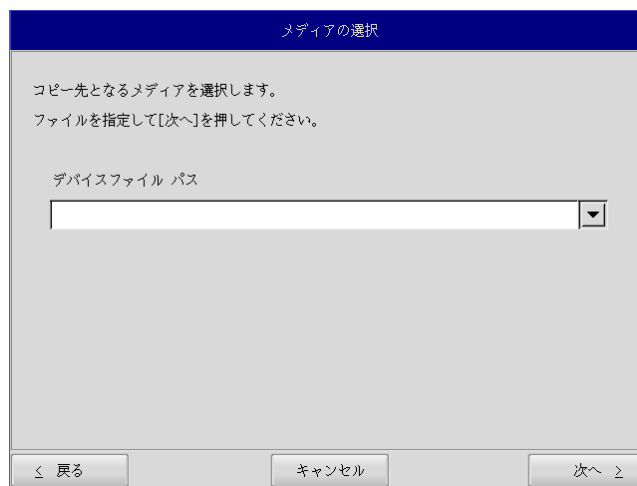 メディアの選択
コピー先となるメディアを選択します。
ファイルを指定して[次へ]を押してください。
デバイスファイル パス
≤ 戻る
キャンセル
次へ ≥